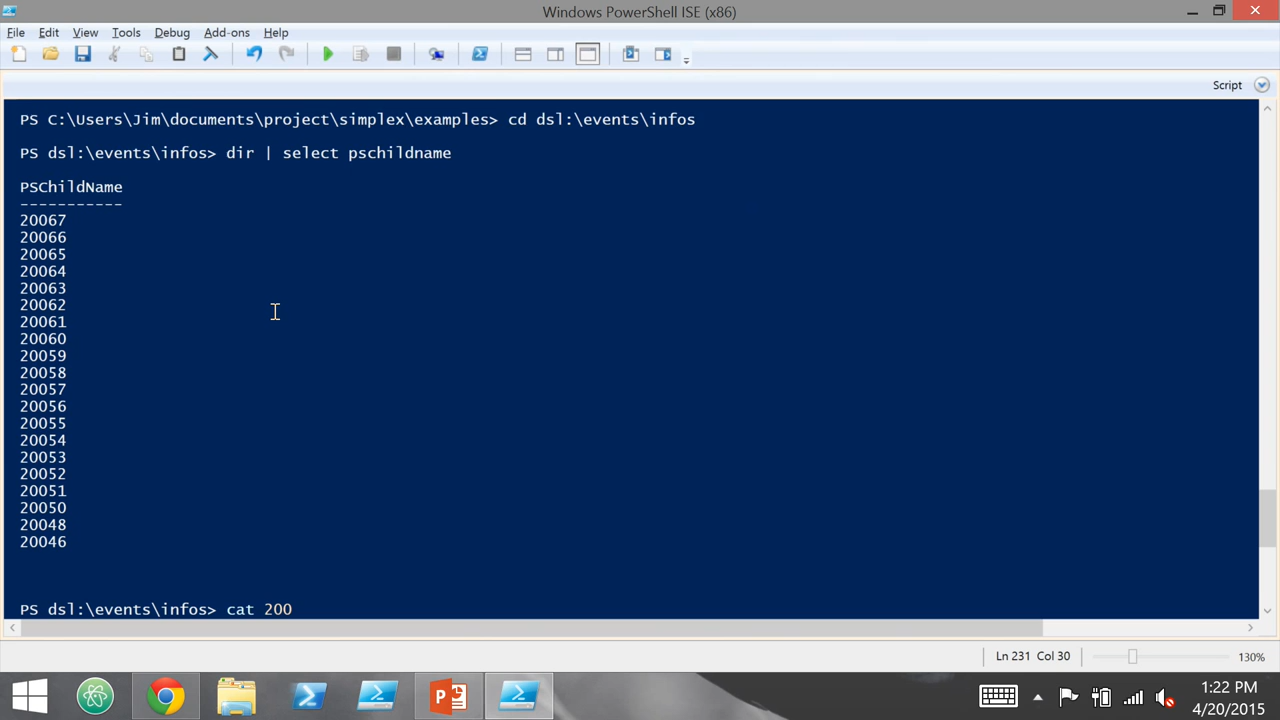 Windows PowerShell ISE (x86)
File Edit View Tools Debug Add-ons Help
Script
PS C:\Users\Jim\documents\project\simplex\examples> cd dsl:\events\infos
PS dsl:\events\infos> dir | select pschildname
PSChildName
-----------
20067
20066
20065
20064
20063
20062
20061
20060
20059
20058
20057
20056
20055
20054
20053
20052
20051
20050
20048
20046
PS dsl:\events\infos> cat 200
Ln 231 Col 30 130%
1:22 PM
4/20/2015